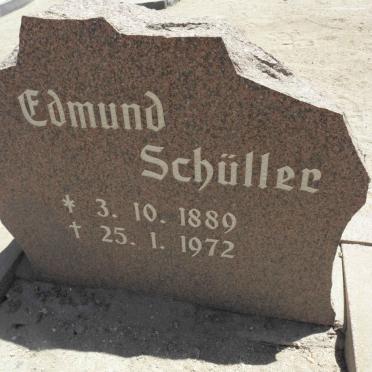 Edmund
Schüller
* 3. 10. 1889
† 25. 1. 1972